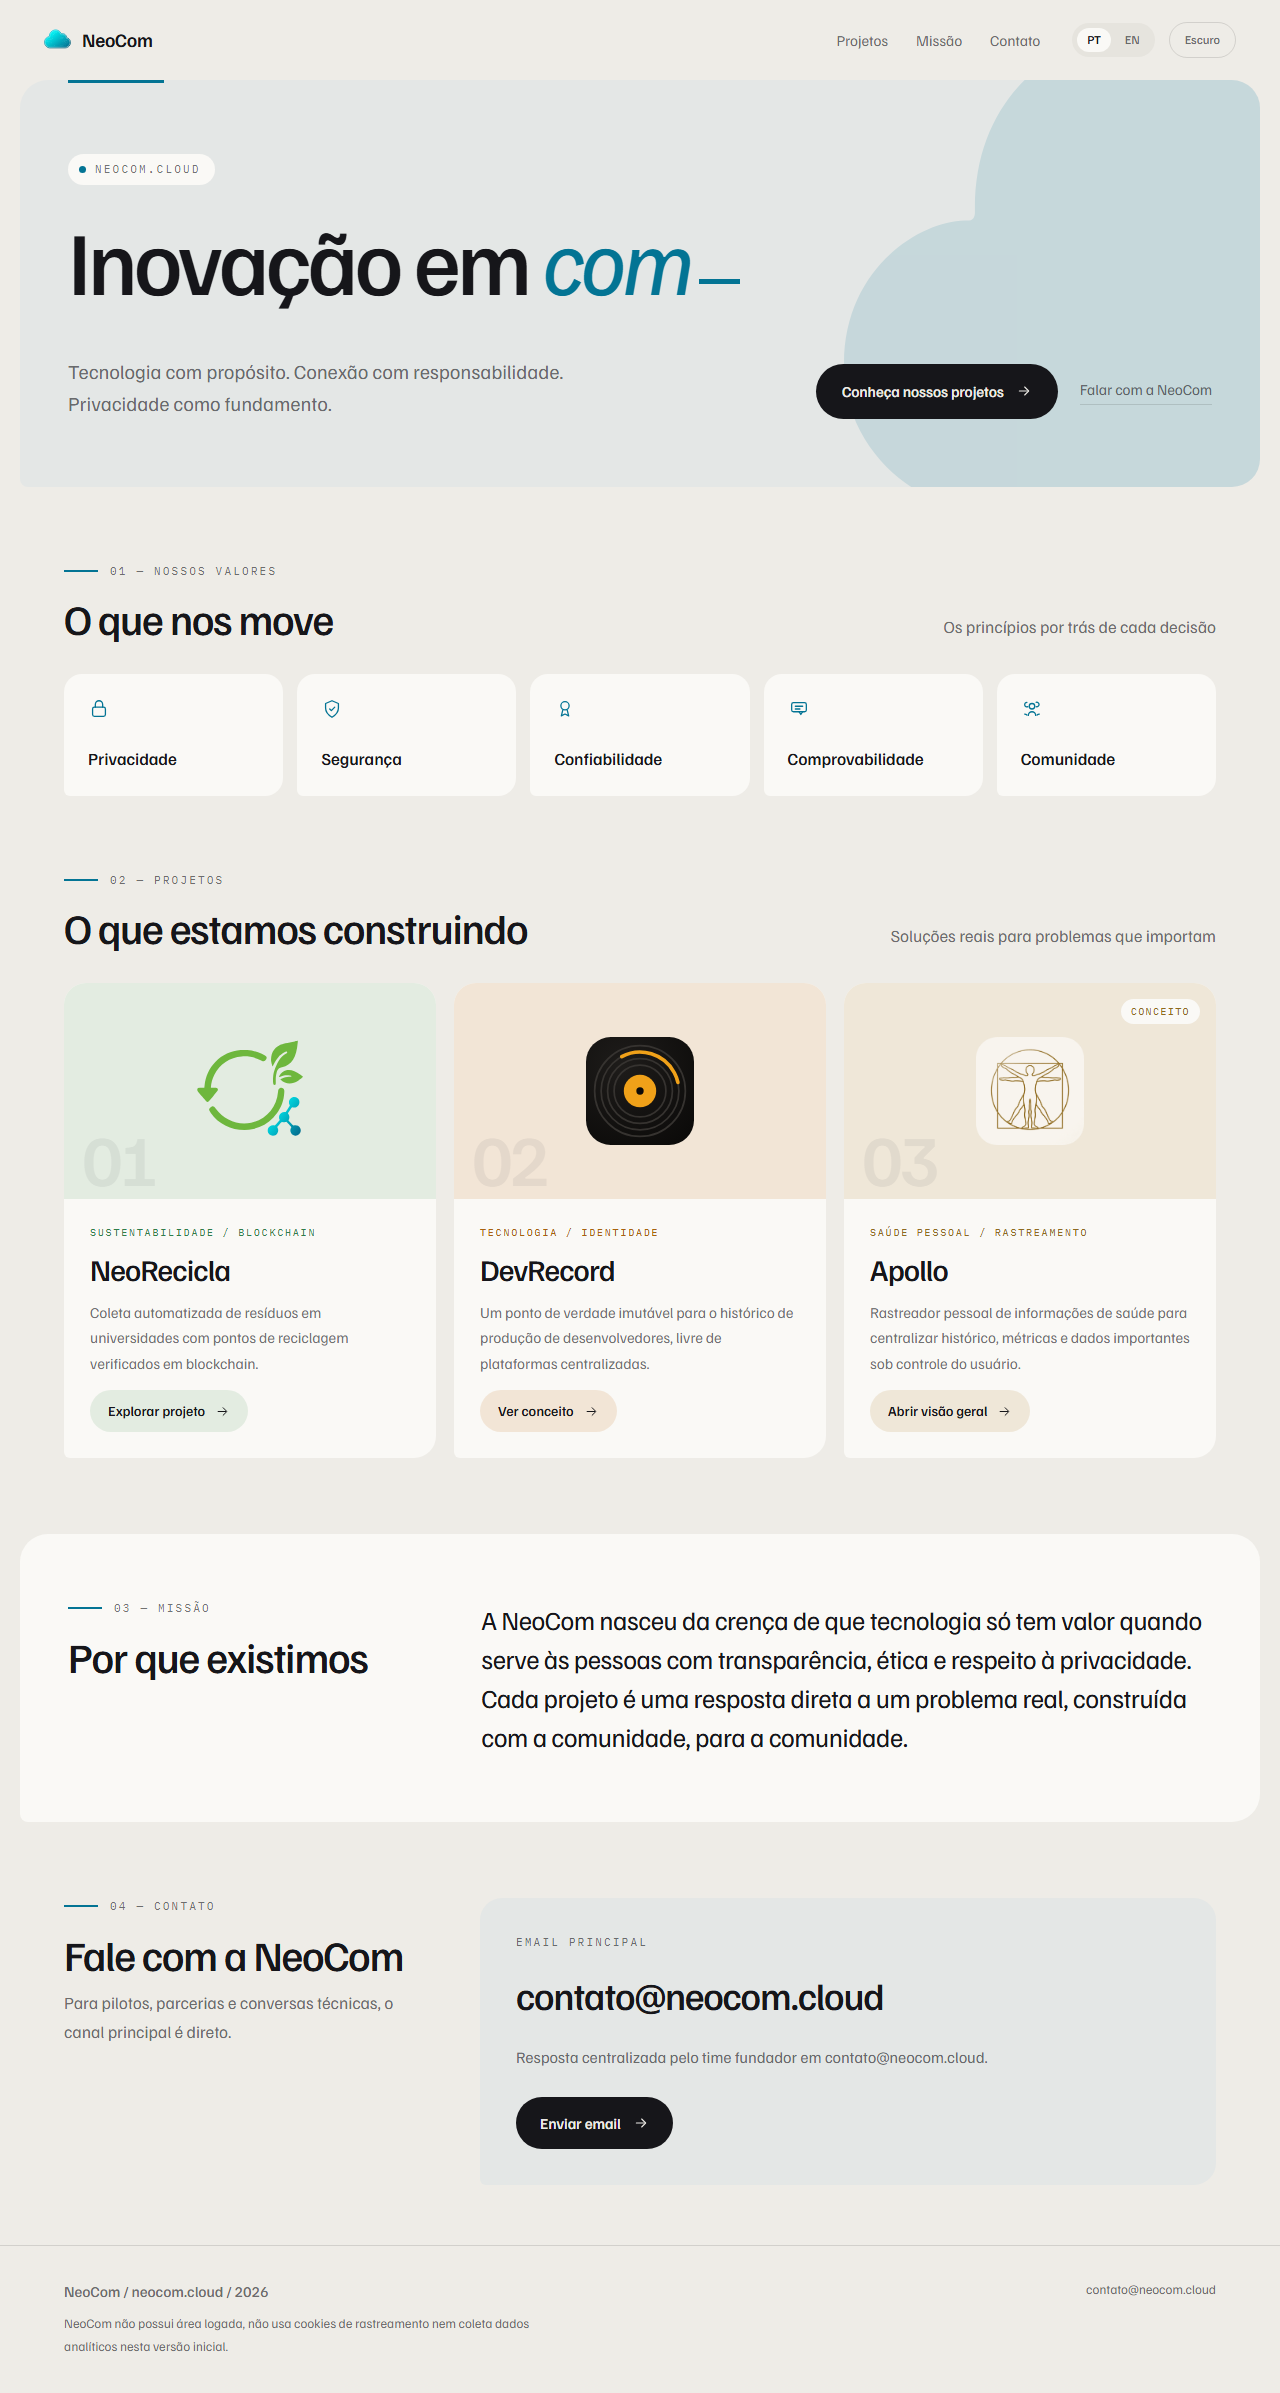 NeoCom
Projetos
Missão
Contato
PT
EN
Escuro
NEOCOM.CLOUD
Inovação em com
Tecnologia com propósito. Conexão com responsabilidade.
Privacidade como fundamento.
Conheça nossos projetos →
Falar com a NeoCom
01 — NOSSOS VALORES
O que nos move
Os princípios por trás de cada decisão
Privacidade
Segurança
Confiabilidade
Comprovabilidade
Comunidade
02 — PROJETOS
O que estamos construindo
Soluções reais para problemas que importam
01
SUSTENTABILIDADE / BLOCKCHAIN
NeoRecicla
Coleta automatizada de resíduos em
universidades com pontos de reciclagem
verificados em blockchain.
Explorar projeto →
02
TECNOLOGIA / IDENTIDADE
DevRecord
Um ponto de verdade imutável para o histórico de
produção de desenvolvedores, livre de
plataformas centralizadas.
Ver conceito →
CONCEITO
03
SAÚDE PESSOAL / RASTREAMENTO
Apollo
Rastreador pessoal de informações de saúde para
centralizar histórico, métricas e dados importantes
sob controle do usuário.
Abrir visão geral →
03 — MISSÃO
Por que existimos
A NeoCom nasceu da crença de que tecnologia só tem valor quando
serve às pessoas com transparência, ética e respeito à privacidade.
Cada projeto é uma resposta direta a um problema real, construída
com a comunidade, para a comunidade.
04 — CONTATO
Fale com a NeoCom
Para pilotos, parcerias e conversas técnicas, o
canal principal é direto.
EMAIL PRINCIPAL
contato@neocom.cloud
Resposta centralizada pelo time fundador em contato@neocom.cloud.
Enviar email →
NeoCom / neocom.cloud / 2026
contato@neocom.cloud
NeoCom não possui área logada, não usa cookies de rastreamento nem coleta dados
analíticos nesta versão inicial.